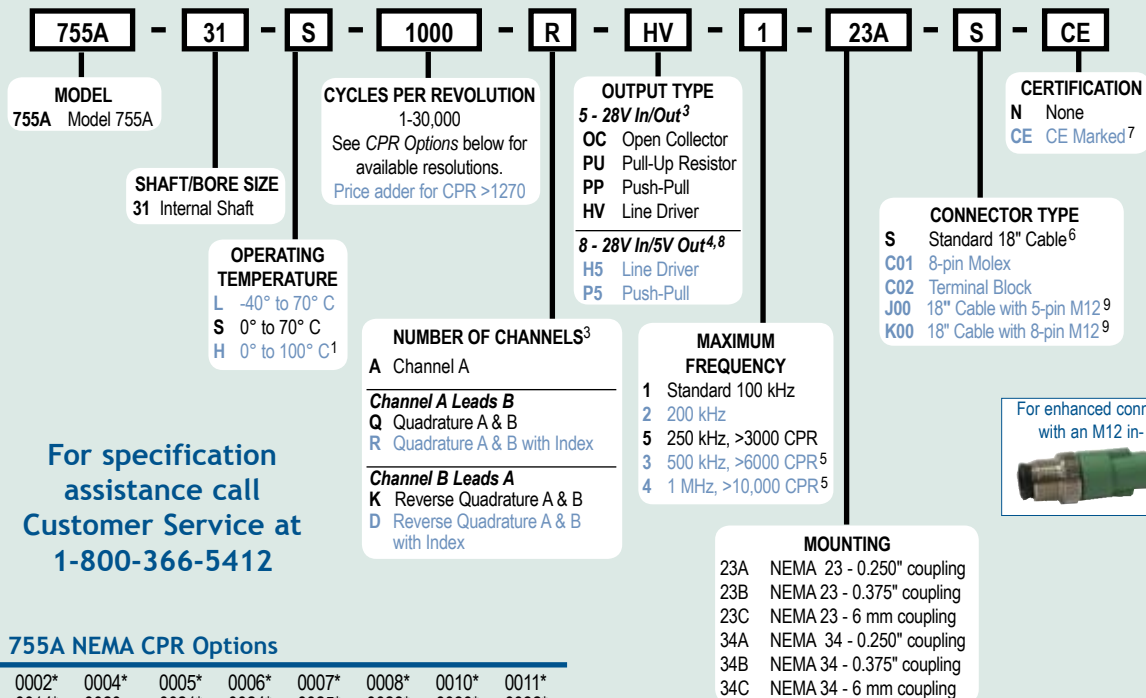 755A - 31 - S - 1000 - R - HV - 1 - 23A - S - CE
MODEL
755A Model 755A
SHAFT/BORE SIZE
31 Internal Shaft
OPERATING
TEMPERATURE
L -40° to 70° C
S 0° to 70° C
H 0° to 100° C1
CYCLES PER REVOLUTION
1-30,000
See CPR Options below for
available resolutions.
Price adder for CPR >1270
NUMBER OF CHANNELS3
A Channel A
Channel A Leads B
Q Quadrature A & B
R Quadrature A & B with Index
Channel B Leads A
K Reverse Quadrature A & B
D Reverse Quadrature A & B
with Index
OUTPUT TYPE
5 - 28V In/Out3
OC Open Collector
PU Pull-Up Resistor
PP Push-Pull
HV Line Driver
8 - 28V In/5V Out4,8
H5 Line Driver
P5 Push-Pull
MAXIMUM
FREQUENCY
1 Standard 100 kHz
2 200 kHz
5 250 kHz, >3000 CPR
3 500 kHz, >6000 CPR5
4 1 MHz, >10,000 CPR5
MOUNTING
23A NEMA 23 - 0.250" coupling
23B NEMA 23 - 0.375" coupling
23C NEMA 23 - 6 mm coupling
34A NEMA 34 - 0.250" coupling
34B NEMA 34 - 0.375" coupling
34C NEMA 34 - 6 mm coupling
CONNECTOR TYPE
S Standard 18" Cable6
C01 8-pin Molex
C02 Terminal Block
J00 18" Cable with 5-pin M12 9
K00 18" Cable with 8-pin M12 9
CERTIFICATION
N None
CE CE Marked7
For enhanced conn
with an M12 in-
For specification
assistance call
Customer Service at
1-800-366-5412
755A NEMA CPR Options
0002* 0004* 0005* 0006* 0007* 0008* 0010* 0011*